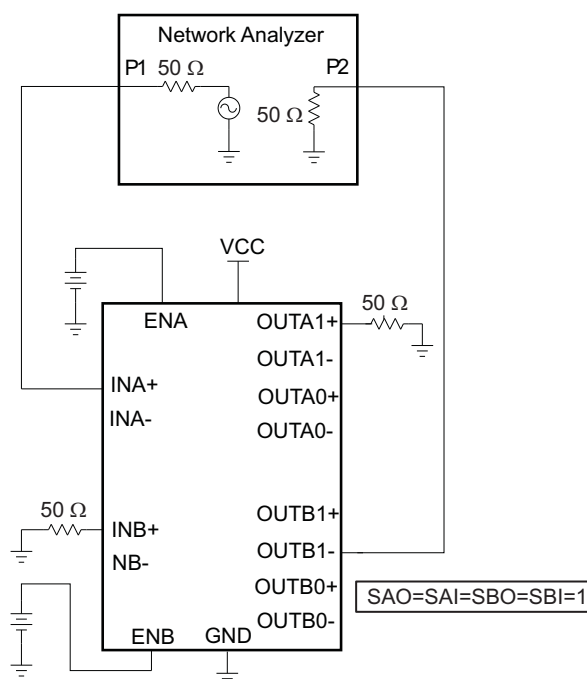 Network Analyzer
P1
50 Ω
P2
50 Ω
VCC
ENA
OUTA1+
50 Ω
OUTA1-
INA+
OUTA0+
INA-
OUTA0-
50 Ω
INB+
OUTB1+
NB-
OUTB1-
OUTB0+
SAO=SAI=SBO=SBI=1
OUTB0-
ENB
GND